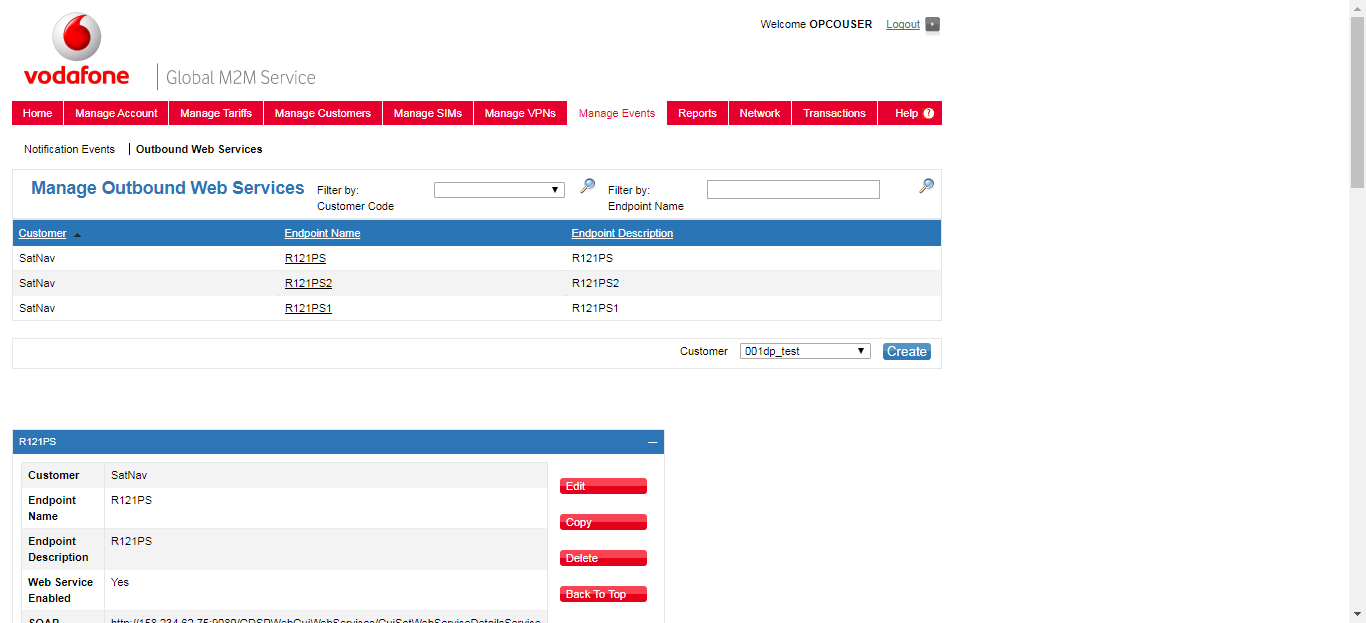 Welcome OPCOUSER Logout
vodafone Global M2M Service
Home Manage Account Manage Tariffs Manage Customers Manage SIMs Manage VPNs Manage Events Reports Network Transactions Help ?
Notification Events | Outbound Web Services
Manage Outbound Web Services Filter by: Filter by:
Customer Code Endpoint Name
Customer Endpoint Name Endpoint Description
SatNav R121PS R121PS
SatNav R121PS2 R121PS2
SatNav R121PS1 R121PS1
Customer 001dp_test Create
R121PS
Customer SatNav
Edit
Endpoint R121PS
Name
Copy
Endpoint R121PS
Description
Delete
Web Service Yes
Enabled
Back To Top
SOAP http://158.234.62.75:9080/GDSPWebGuiWebServices/GuiSetWebServiceDetailsService